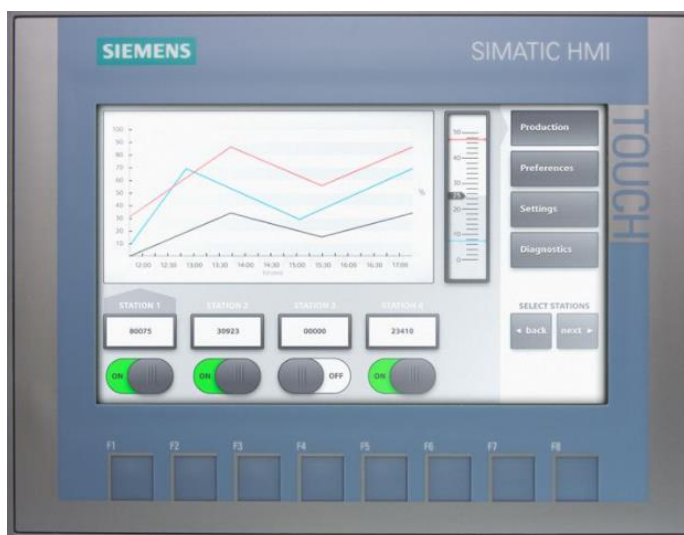 SIEMENS
SIMATIC HMI
TOUCH
100
90
80
70
60
50
40
30
20
10
%
12:00 12:30 13:00 13:30 14:00 14:30 15:00 15:30 16:00 16:30 17:00
50
40
30
25
20
10
0
Production
Preferences
Settings
Diagnostics
STATION 1 STATION 2 STATION 3 STATION 4
80075 30923 00000 23410
ON ON OFF ON
SELECT STATIONS
◄ back next ►
F1 F2 F3 F4 F5 F6 F7 F8